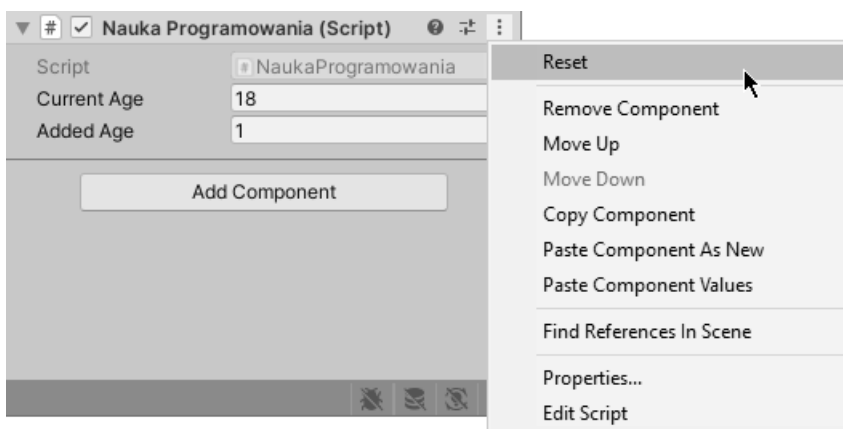 # Nauka Programowania (Script)
Script # NaukaProgramowania
Current Age 18
Added Age 1
Add Component
Reset
Remove Component
Move Up
Move Down
Copy Component
Paste Component As New
Paste Component Values
Find References In Scene
Properties...
Edit Script